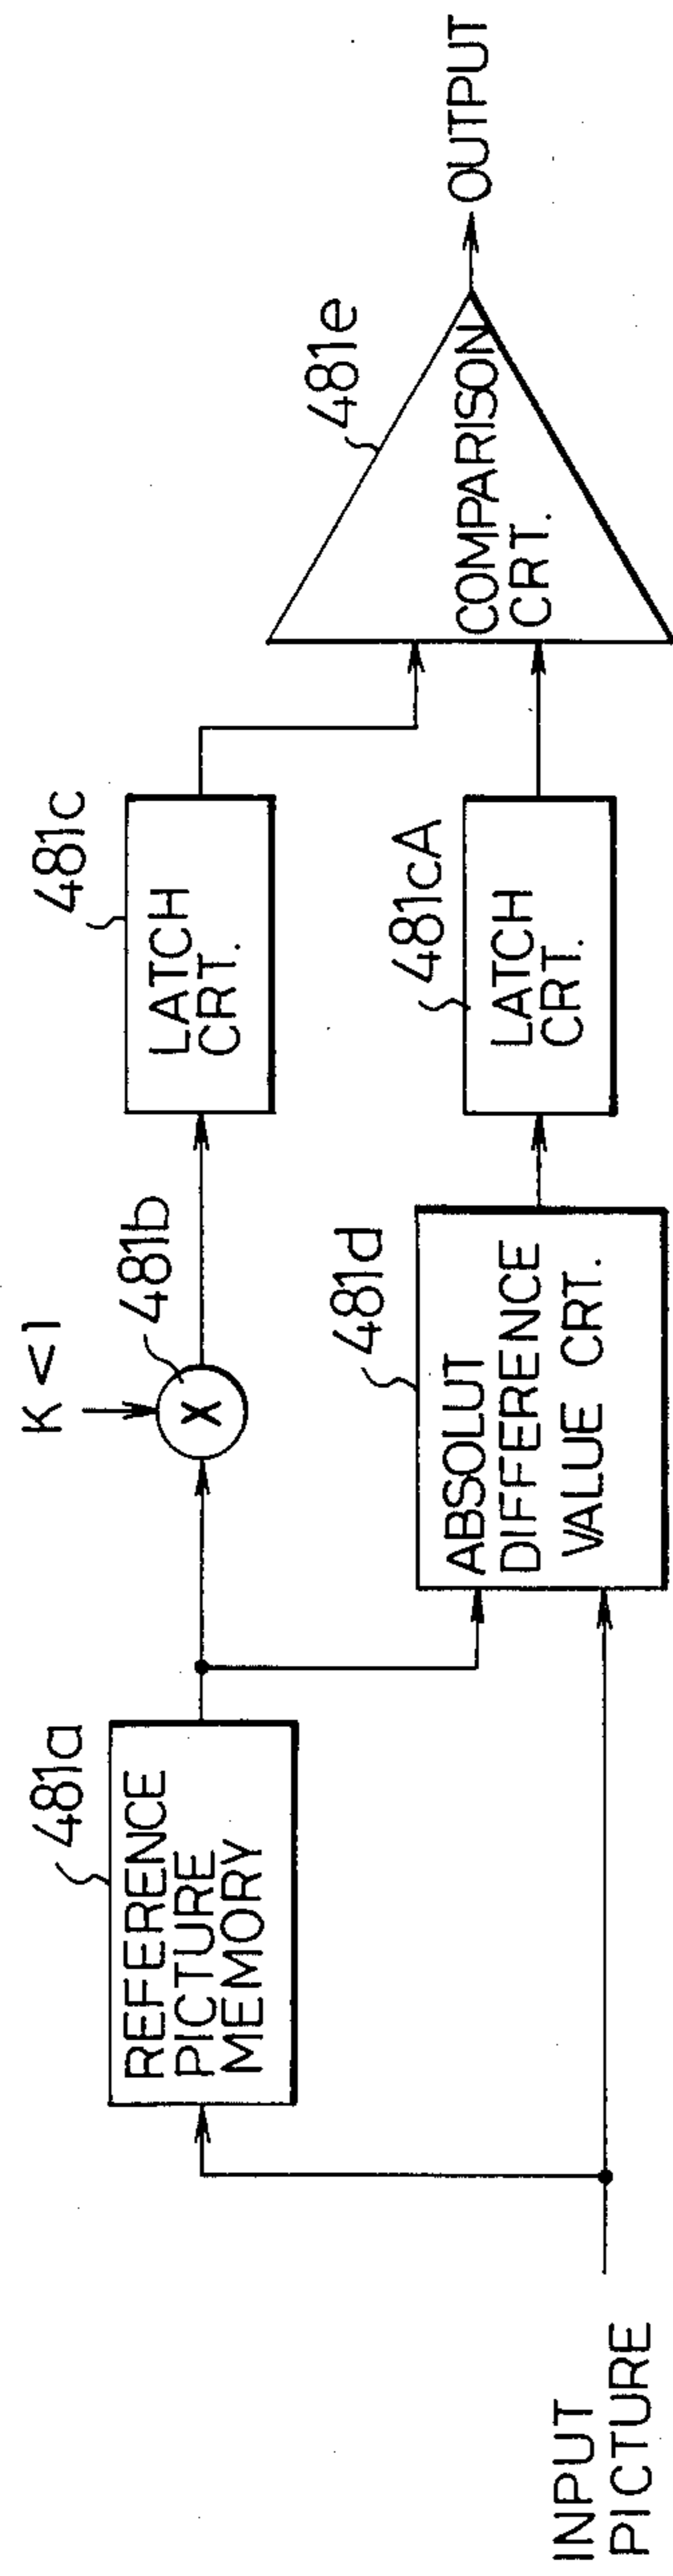 INPUT
PICTURE
481a
REFERENCE
PICTURE
MEMORY
K<1
X
481b
481d
ABSOLUT
DIFFERENCE
VALUE CRT.
481c
LATCH
CRT.
481cA
LATCH
CRT.
481e
COMPARISON
CRT.
OUTPUT